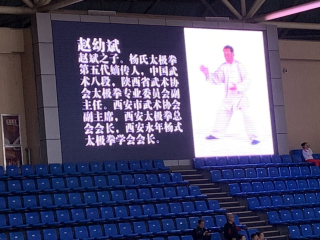 赵幼斌
赵斌之子。杨氏太极拳
第五代嫡传人，中国武
术八段，陕西省武术协
会太极拳专业委员会副
主任。西安市武术协会
副主席，西安太极拳总
会会长，西安永年杨式
太极拳学会会长。